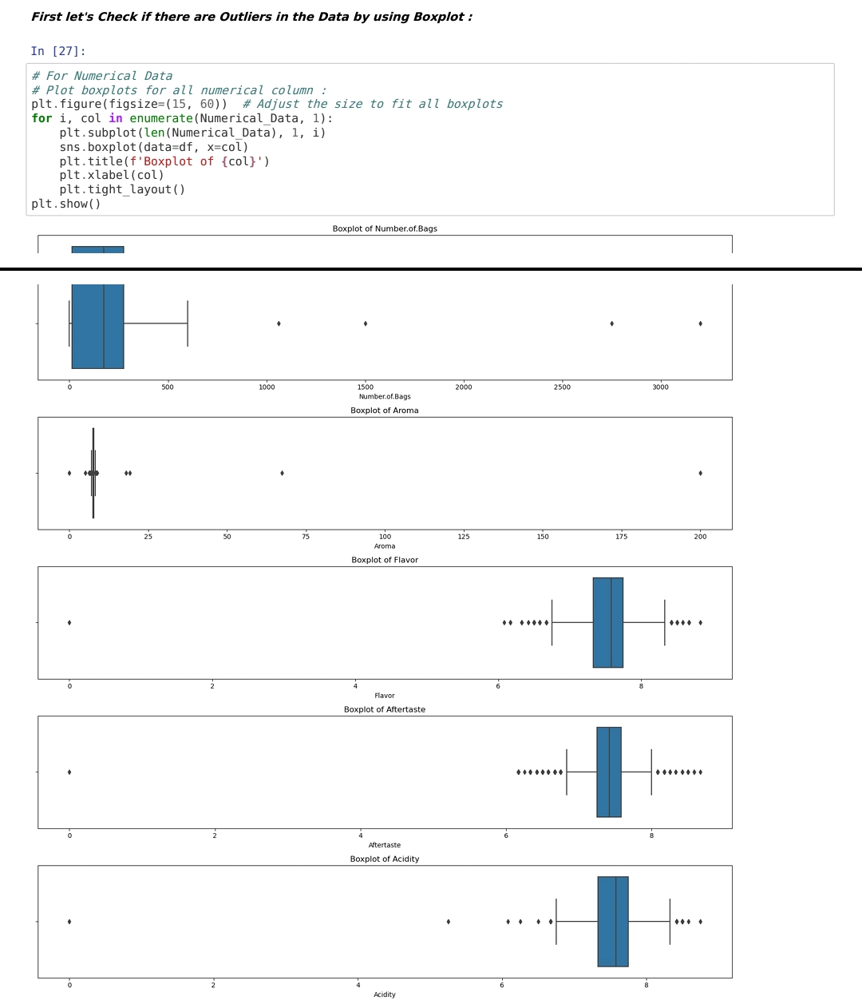 First let's Check if there are Outliers in the Data by using Boxplot :
In [27]:
# For Numerical Data
# Plot boxplots for all numerical column :
plt.figure(figsize=(15, 60))  # Adjust the size to fit all boxplots
for i, col in enumerate(Numerical_Data, 1):
    plt.subplot(len(Numerical_Data), 1, i)
    sns.boxplot(data=df, x=col)
    plt.title(f'Boxplot of {col}')
    plt.xlabel(col)
    plt.tight_layout()
plt.show()
Boxplot of Number.of.Bags
0 500 1000 1500 2000 2500 3000
Number.of.Bags
Boxplot of Aroma
0 25 50 75 100 125 150 175 200
Aroma
Boxplot of Flavor
0 2 4 6 8
Flavor
Boxplot of Aftertaste
0 2 4 6 8
Aftertaste
Boxplot of Acidity
0 2 4 6 8
Acidity